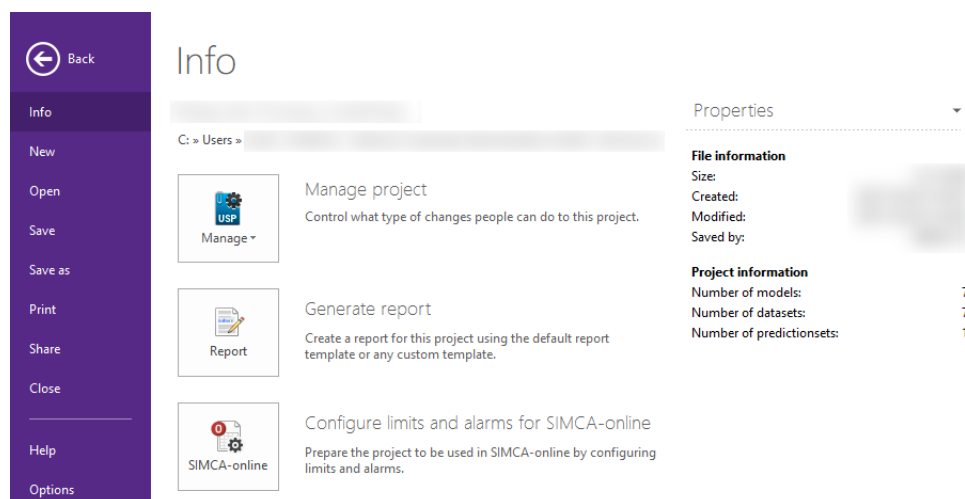 Back
Info
New
Open
Save
Save as
Print
Share
Close
Help
Options
Info
C: » Users »
USP
Manage
Manage project
Control what type of changes people can do to this project.
Report
Generate report
Create a report for this project using the default report
template or any custom template.
SIMCA-online
Configure limits and alarms for SIMCA-online
Prepare the project to be used in SIMCA-online by configuring
limits and alarms.
Properties
File information
Size:
Created:
Modified:
Saved by:
Project information
Number of models:
Number of datasets:
Number of predictionsets: